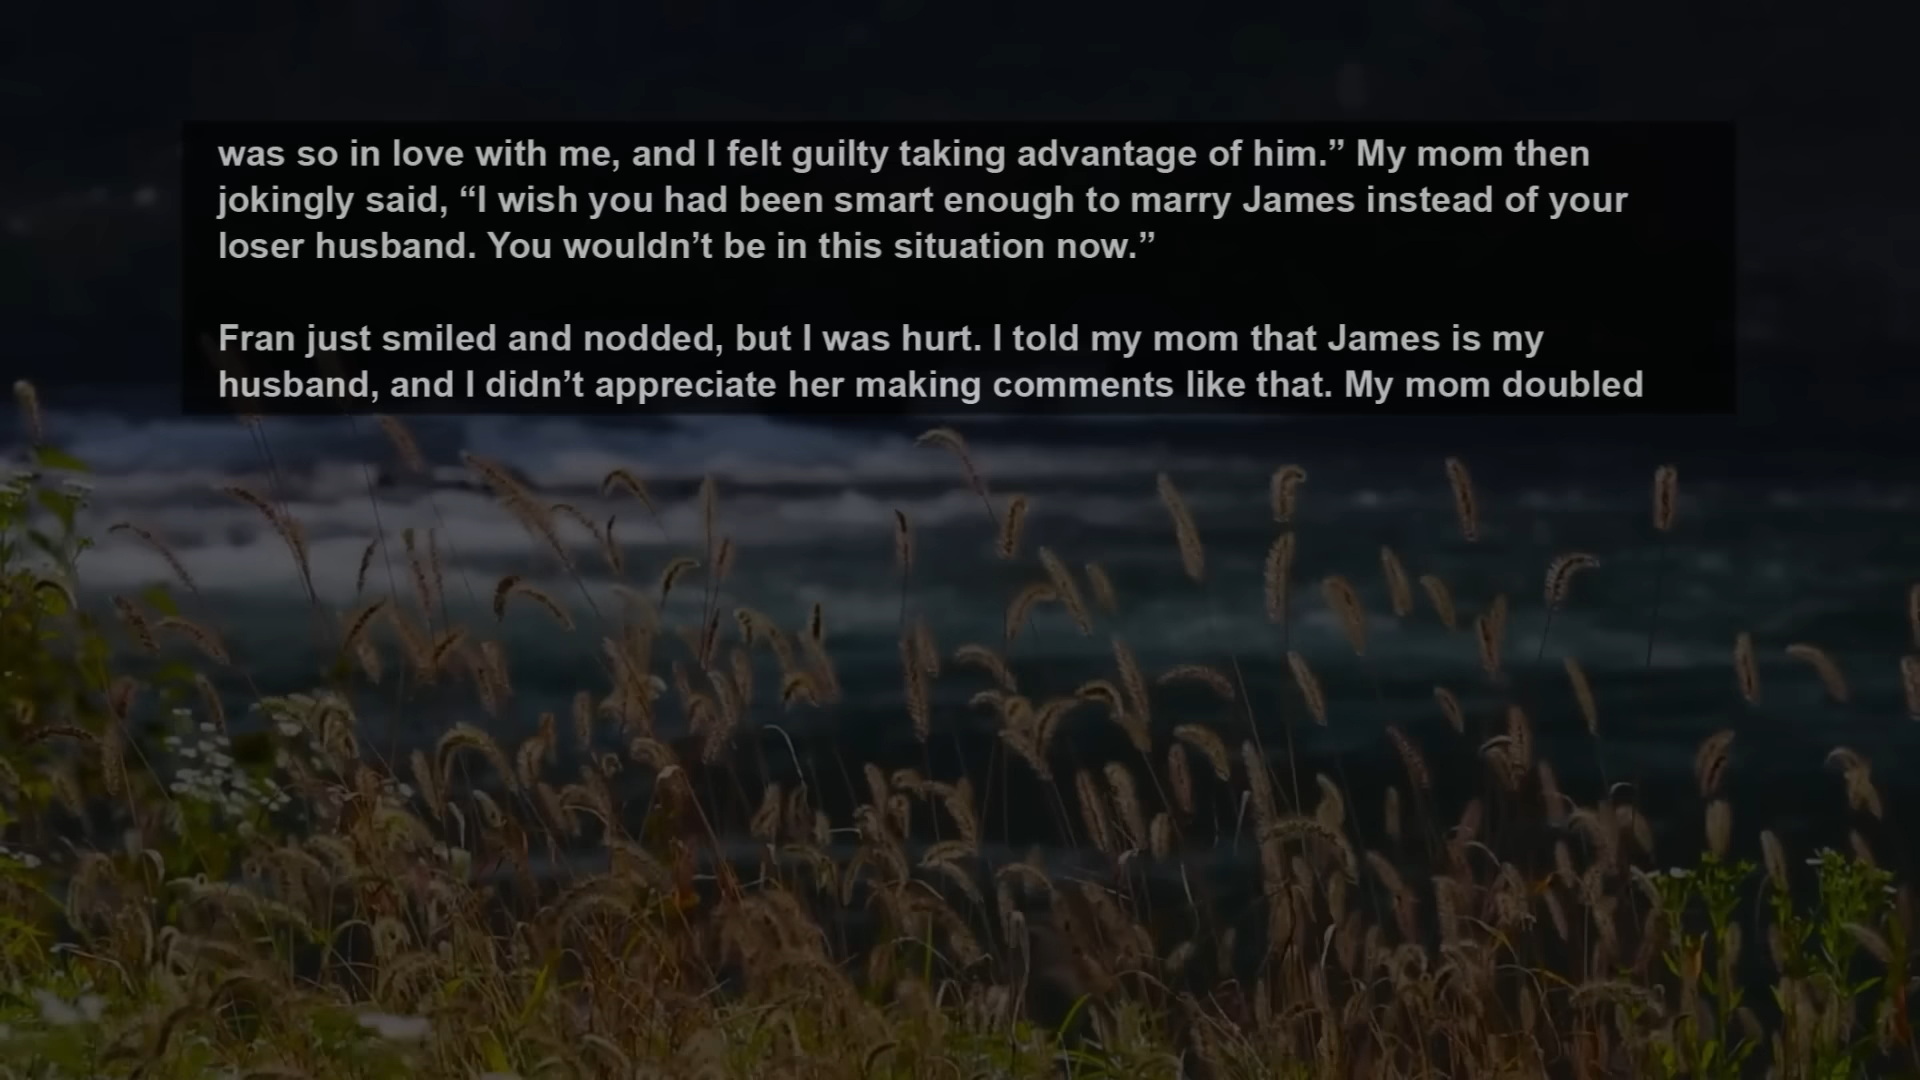 was so in love with me, and I felt guilty taking advantage of him.” My mom then
jokingly said, “I wish you had been smart enough to marry James instead of your
loser husband. You wouldn’t be in this situation now.”
Fran just smiled and nodded, but I was hurt. I told my mom that James is my
husband, and I didn’t appreciate her making comments like that. My mom doubled